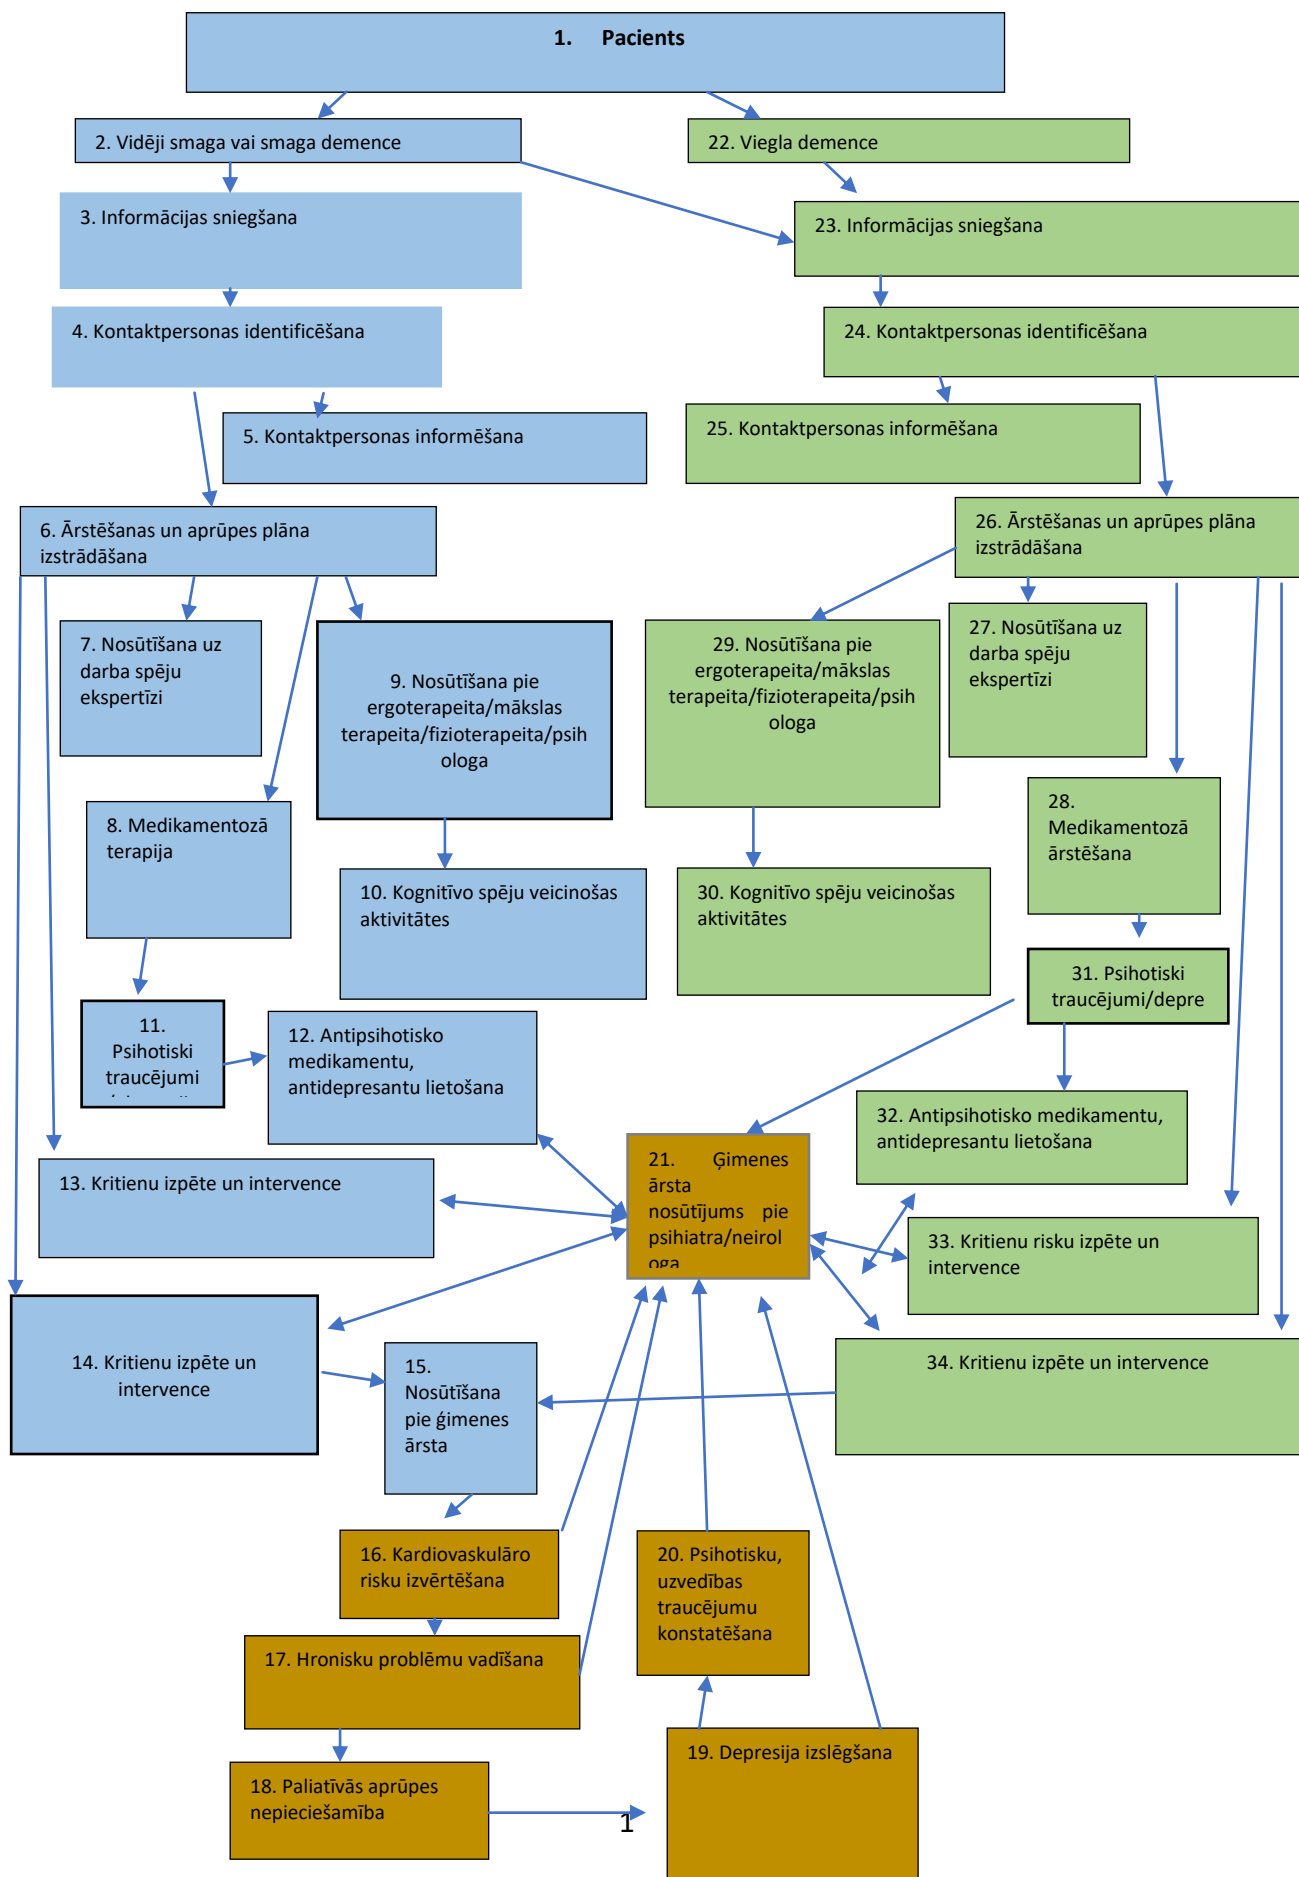 1. Pacients
2. Vidēji smaga vai smaga demence
22. Viegla demence
3. Informācijas sniegšana
23. Informācijas sniegšana
4. Kontaktpersonas identificēšana
24. Kontaktpersonas identificēšana
5. Kontaktpersonas informēšana
25. Kontaktpersonas informēšana
6. Ārstēšanas un aprūpes plāna
izstrādāšana
26. Ārstēšanas un aprūpes plāna
izstrādāšana
7. Nosūtīšana uz
darba spēju
ekspertīzi
9. Nosūtīšana pie
ergoterapeita/mākslas
terapeita/fizioterapeita/psih
ologa
29. Nosūtīšana pie
ergoterapeita/mākslas
terapeita/fizioterapeita/psih
ologa
27. Nosūtīšana uz
darba spēju
ekspertīzi
8. Medikamentozā
terapija
28.
Medikamentozā
ārstēšana
10. Kognitīvo spēju veicinošas
aktivitātes
30. Kognitīvo spēju veicinošas
aktivitātes
31. Psihotiski
traucējumi/depre
11.
Psihotiski
traucējumi
12. Antipsihotisko
medikamentu,
antidepresantu lietošana
32. Antipsihotisko medikamentu,
antidepresantu lietošana
13. Kritienu izpēte un intervence
21. Ģimenes
ārsta
nosūtījums pie
psihiatra/neirol
oga
33. Kritienu risku izpēte un
intervence
14. Kritienu izpēte un
intervence
15.
Nosūtīšana
pie ģimenes
ārsta
34. Kritienu izpēte un intervence
16. Kardiovaskulāro
risku izvērtēšana
20. Psihotisku,
uzvedības
traucējumu
konstatēšana
17. Hronisku problēmu vadīšana
19. Depresija izslēgšana
18. Paliatīvās aprūpes
nepieciešamība
1